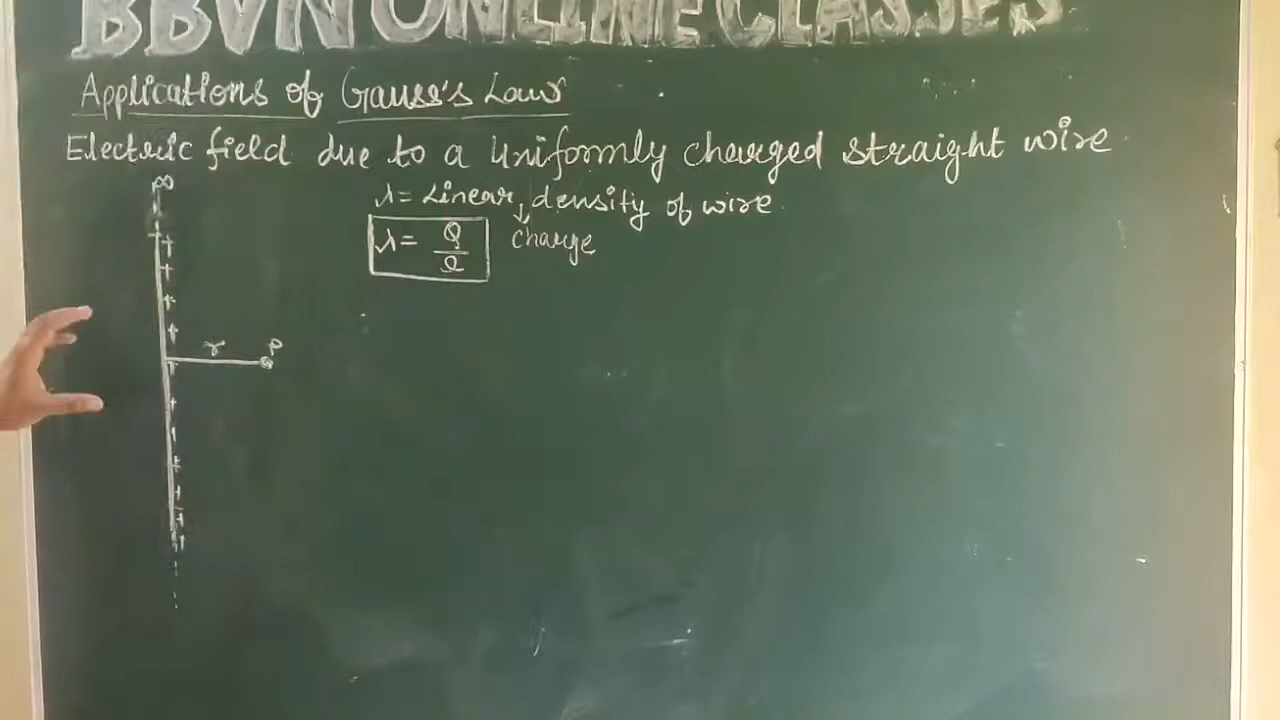 BBVN ONLINE CLASSES
Applications of Gauss's Law
Electric field due to a Uniformly charged straight wire.
∞
λ = Linear, density of wire.
↓
charge
λ = Q/l
+ + + + + + + + + + +
r P